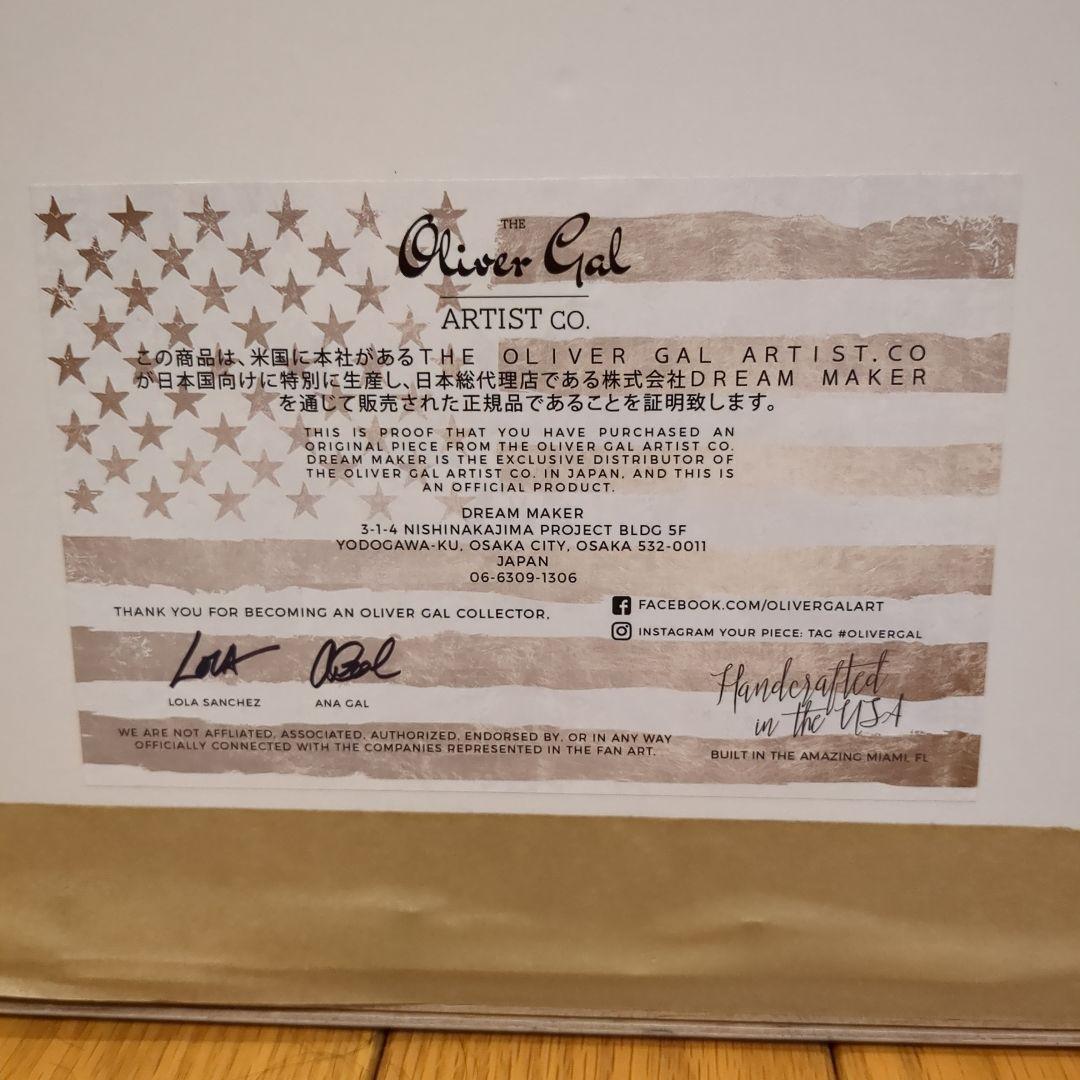 THE
Oliver Gal
ARTIST CO.
この商品は、米国に本社があるTHE OLIVER GAL ARTIST.CO
が日本国向けに特別に生産し、日本総代理店である株式会社DREAM MAKER
を通じて販売された正規品であることを証明致します。
THIS IS PROOF THAT YOU HAVE PURCHASED AN
ORIGINAL PIECE FROM THE OLIVER GAL ARTIST CO.
DREAM MAKER IS THE EXCLUSIVE DISTRIBUTOR OF
THE OLIVER GAL ARTIST CO. IN JAPAN, AND THIS IS
AN OFFICIAL PRODUCT.
DREAM MAKER
3-1-4 NISHINAKAJIMA PROJECT BLDG 5F
YODOGAWA-KU, OSAKA CITY, OSAKA 532-0011
JAPAN
06-6309-1306
THANK YOU FOR BECOMING AN OLIVER GAL COLLECTOR,
FACEBOOK.COM/OLIVERGALART
INSTAGRAM YOUR PIECE: TAG #OLIVERGAL
LOLA
LOLA SANCHEZ
ANA GAL
Handcrafted
in the USA
WE ARE NOT AFFLIATED, ASSOCIATED, AUTHORIZED, ENDORSED BY, OR IN ANY WAY
OFFICIALLY CONNECTED WITH THE COMPANIES REPRESENTED IN THE FAN ART.
BUILT IN THE AMAZING MIAMI, FL